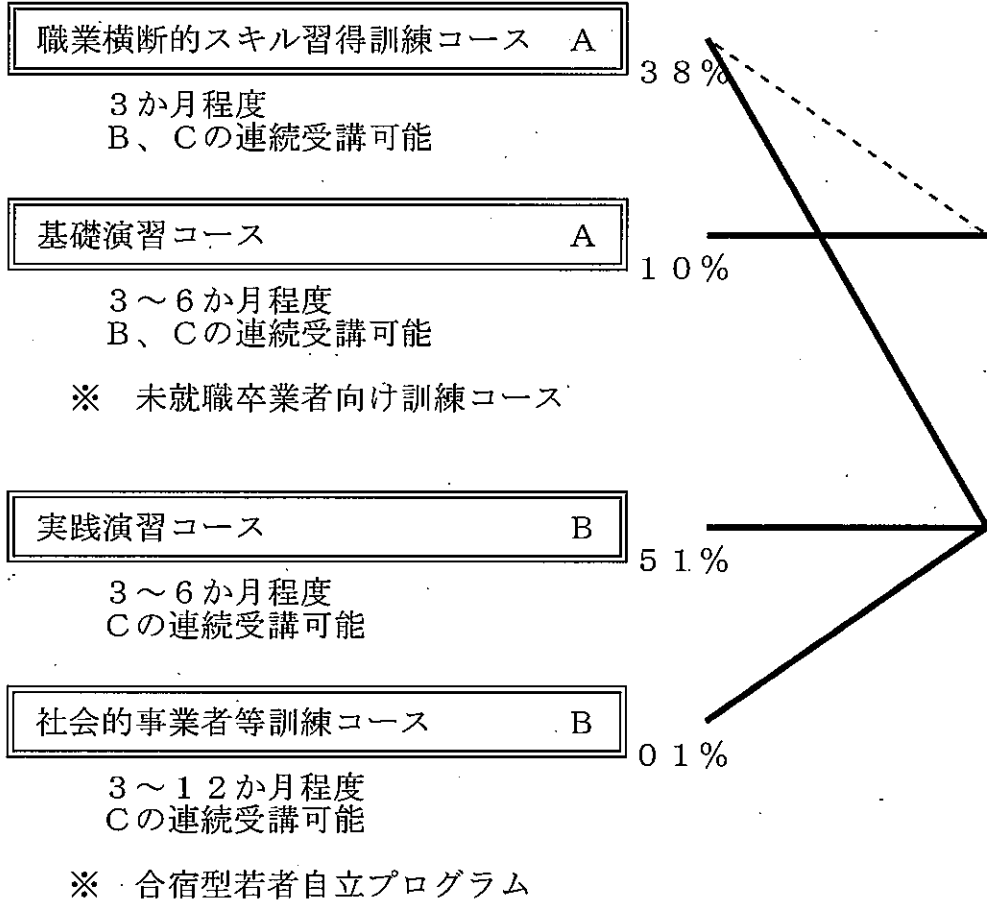 職業横断的スキル習得訓練コース　A
３８％
３か月程度
B、Cの連続受講可能
基礎演習コース　A
１０％
３～６か月程度
B、Cの連続受講可能
※　未就職卒業者向け訓練コース
実践演習コース　B
５１％
３～６か月程度
Cの連続受講可能
社会的事業者等訓練コース　B
０１％
３～１２か月程度
Cの連続受講可能
※　合宿型若者自立プログラム